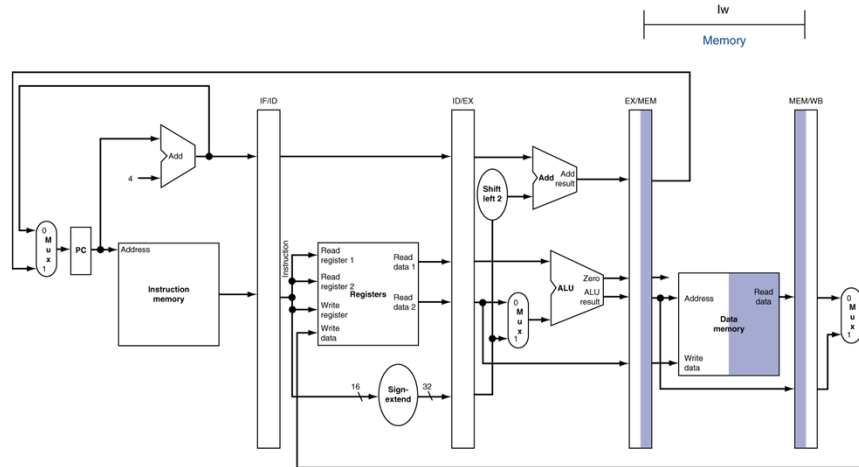 lw
Memory
IF/ID
ID/EX
EX/MEM
MEM/WB
Add
4
Shift
left 2
Add
Add
result
0
M
u
x
1
PC
Address
Instruction
memory
Instruction
Read
register 1
Read
register 2
Write
register
Write
data
Registers
Read
data 1
Read
data 2
0
M
u
x
1
Zero
ALU
ALU
result
Address
Read
data
Data
memory
Write
data
0
M
u
x
1
16
Sign-
extend
32